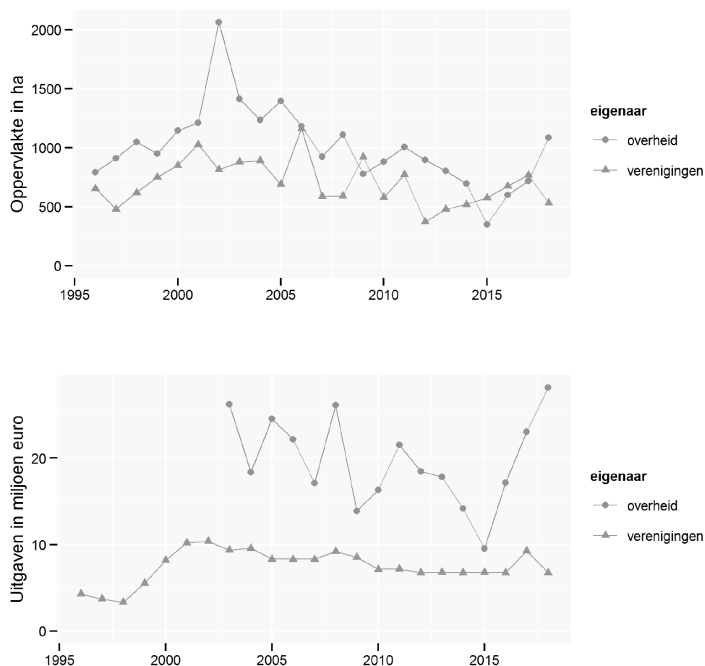 Oppervlakte in ha
2000
1500
1000
500
0
1995 2000 2005 2010 2015
eigenaar
overheid
verenigingen
Uitgaven in miljoen euro
20
10
0
1995 2000 2005 2010 2015
eigenaar
overheid
verenigingen